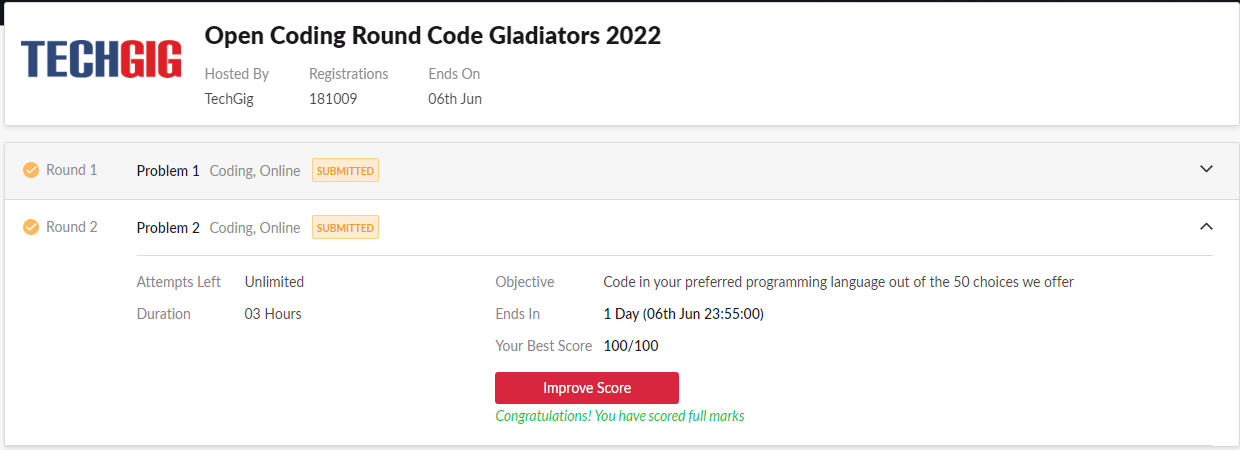 TECHGIG
Open Coding Round Code Gladiators 2022
Hosted By Registrations Ends On
TechGig 181009 06th Jun
Round 1 Problem 1 Coding, Online SUBMITTED
Round 2 Problem 2 Coding, Online SUBMITTED
Attempts Left Unlimited Objective Code in your preferred programming language out of the 50 choices we offer
Duration 03 Hours Ends In 1 Day (06th Jun 23:55:00)
Your Best Score 100/100
Improve Score
Congratulations! You have scored full marks